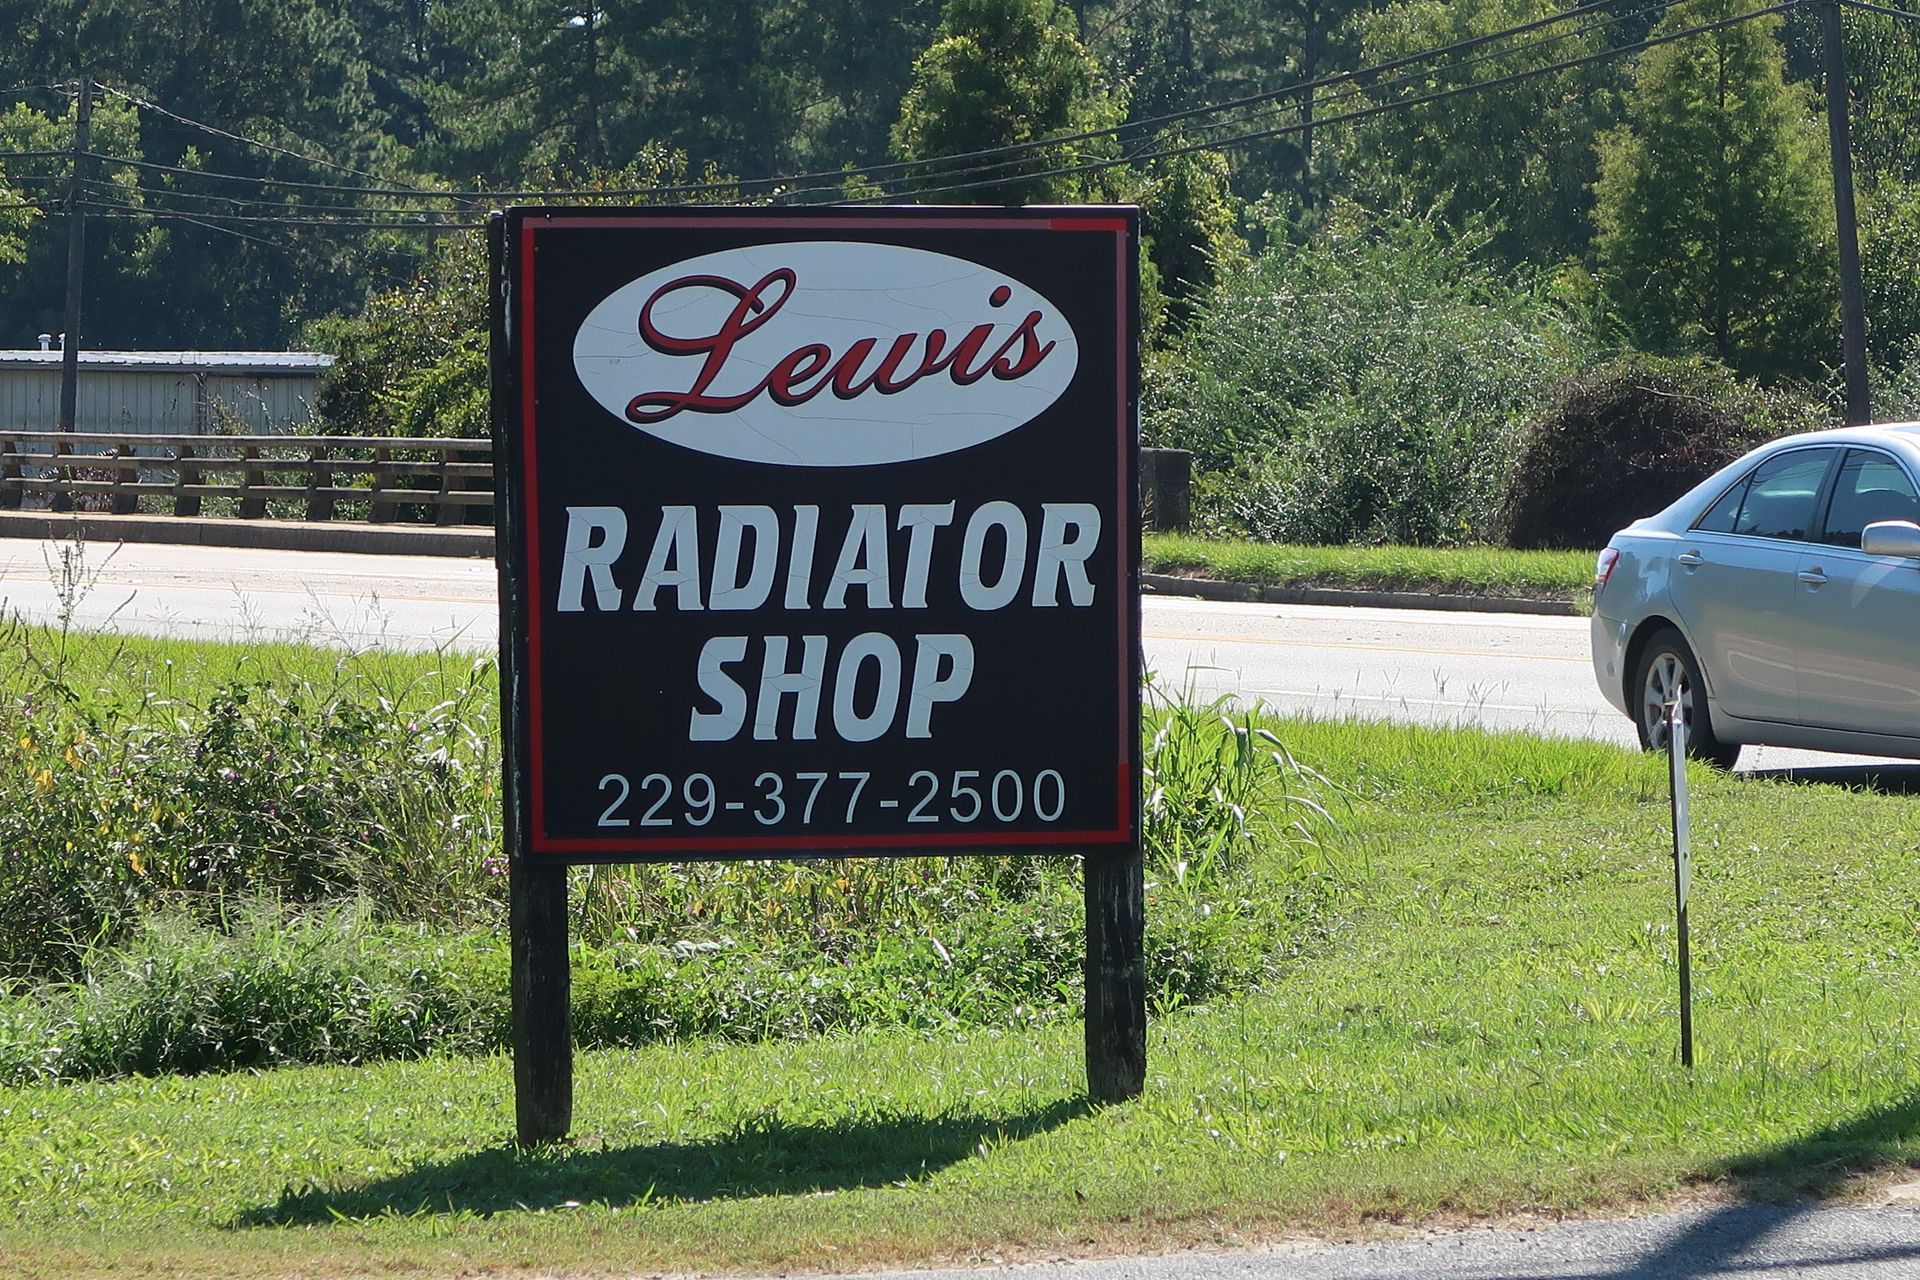 Lewis
RADIATOR
SHOP
229-377-2500